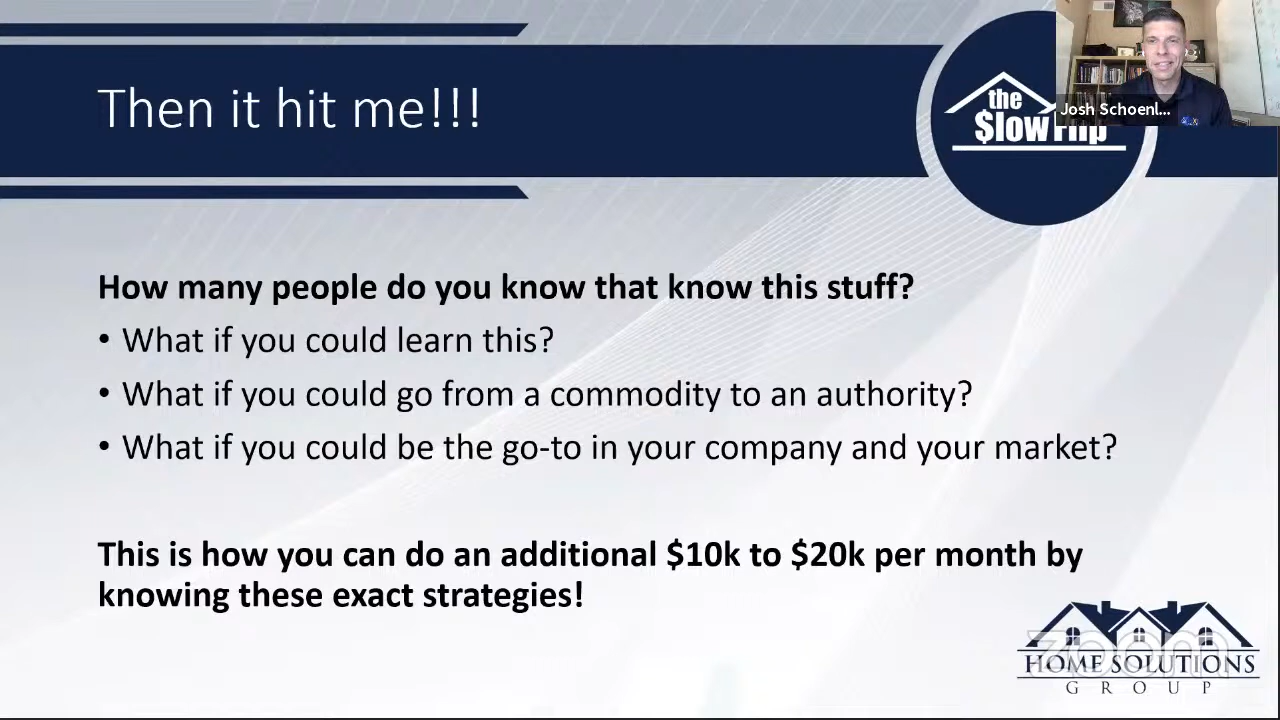 Then it hit me!!!
the
$low Flip
Josh Schoenl...
How many people do you know that know this stuff?
• What if you could learn this?
• What if you could go from a commodity to an authority?
• What if you could be the go-to in your company and your market?
This is how you can do an additional $10k to $20k per month by
knowing these exact strategies!
zoom
HOME SOLUTIONS
GROUP